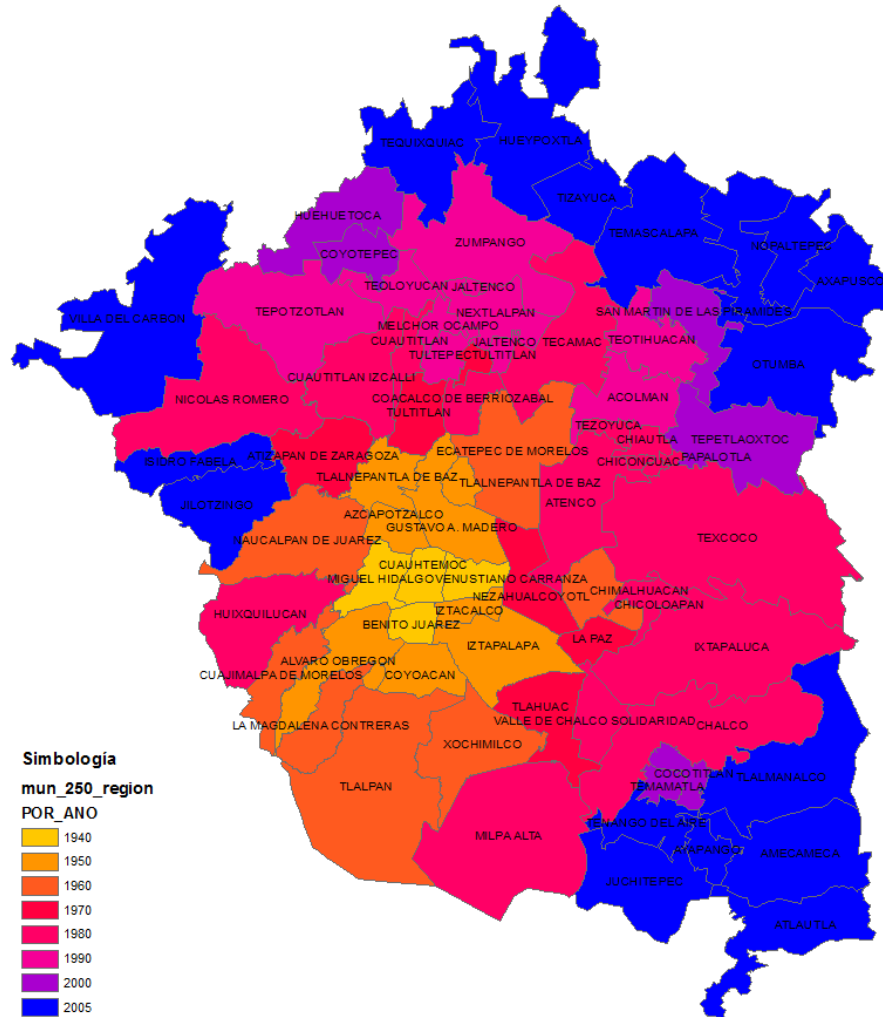 HUEYPOXTLA
TEQUIXQUIAC
TIZAYUCA
HUEHUETOCA
TEMASCALAPA
ZUMPANGO
NOPALTEPEC
COYOTEPEC
AXAPUSCO
TEOLOYUCAN
JALTENCO
TEPOTZOTLAN
NEXTLALPAN
SAN MARTIN DE LAS PIRAMIDES
VILLA DEL CARBON
MELCHOR OCAMPO
TEOTIHUACAN
CUAUTITLAN
JALTENCO
TECAMAC
TULTEPEC
TULTITLAN
OTUMBA
CUAUTITLAN IZCALLI
NICOLAS ROMERO
COACALCO DE BERRIOZABAL
ACOLMAN
TULTITLAN
TEZOYUCA
CHIAUTLA
TEPETLAOXTOC
ECATEPEC DE MORELOS
PAPALOTLA
ATIZAPAN DE ZARAGOZA
ISIDRO FABELA
CHICONCUAC
TLALNEPANTLA DE BAZ
TLALNEPANTLA DE BAZ
JILOTZINGO
ATENCO
AZCAPOTZALCO
GUSTAVO A. MADERO
NAUCALPAN DE JUAREZ
TEXCOCO
CUAUHTEMOC
MIGUEL HIDALGO
VENUSTIANO CARRANZA
CHIMALHUACAN
NEZAHUALCOYOTL
CHICOLOAPAN
HUIXQUILUCAN
IZTACALCO
BENITO JUAREZ
LA PAZ
IZTAPALAPA
IXTAPALUCA
ALVARO OBREGON
CUAJIMALPA DE MORELOS
COYOACAN
TLAHUAC
VALLE DE CHALCO SOLIDARIDAD
LA MAGDALENA CONTRERAS
CHALCO
XOCHIMILCO
COCOTITLAN
TLALMANALCO
TLALPAN
TEMAMATLA
TENANGO DEL AIRE
MILPA ALTA
AYAPANGO
AMECAMECA
JUCHITEPEC
ATLAUTLA
Simbología
mun_250_region
POR_ANO
1940
1950
1960
1970
1980
1990
2000
2005